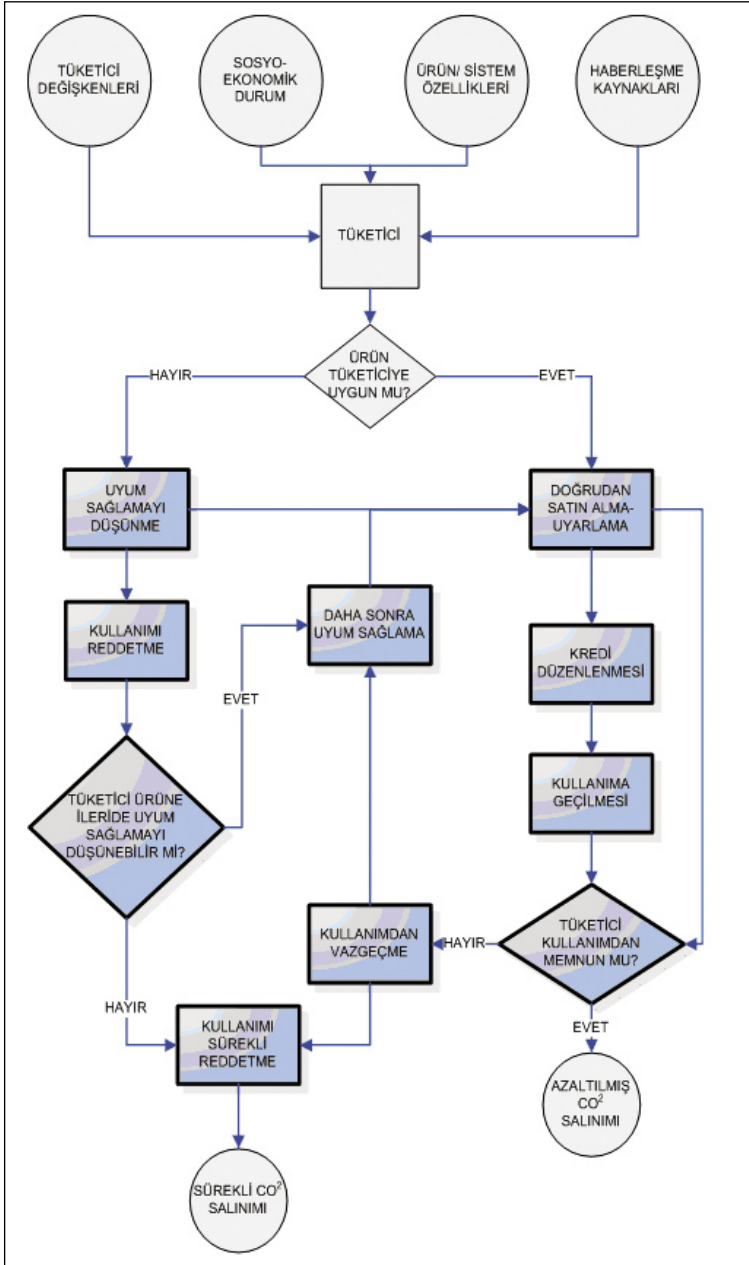 TÜKETİCİ
DEĞİŞKENLERİ
SOSYO-
EKONOMİK
DURUM
ÜRÜN/ SİSTEM
ÖZELLİKLERİ
HABERLEŞME
KAYNAKLARI
TÜKETİCİ
ÜRÜN
TÜKETİCİYE
UYGUN MU?
HAYIR
EVET
UYUM
SAĞLAMAYI
DÜŞÜNME
DOĞRUDAN
SATIN ALMA-
UYARLAMA
KULLANIMI
REDDETME
DAHA SONRA
UYUM SAĞLAMA
KREDİ
DÜZENLENMESİ
EVET
TÜKETİCİ ÜRÜNE
İLERİDE UYUM
SAĞLAMAYI
DÜŞÜNEBİLİR Mİ?
KULLANIMA
GEÇİLMESİ
KULLANIMDAN
VAZGEÇME
HAYIR
TÜKETİCİ
KULLANIMDAN
MEMNUN MU?
HAYIR
KULLANIMI
SÜREKLİ
REDDETME
EVET
AZALTILMIŞ
CO²
SALINIMI
SÜREKLİ CO²
SALINIMI